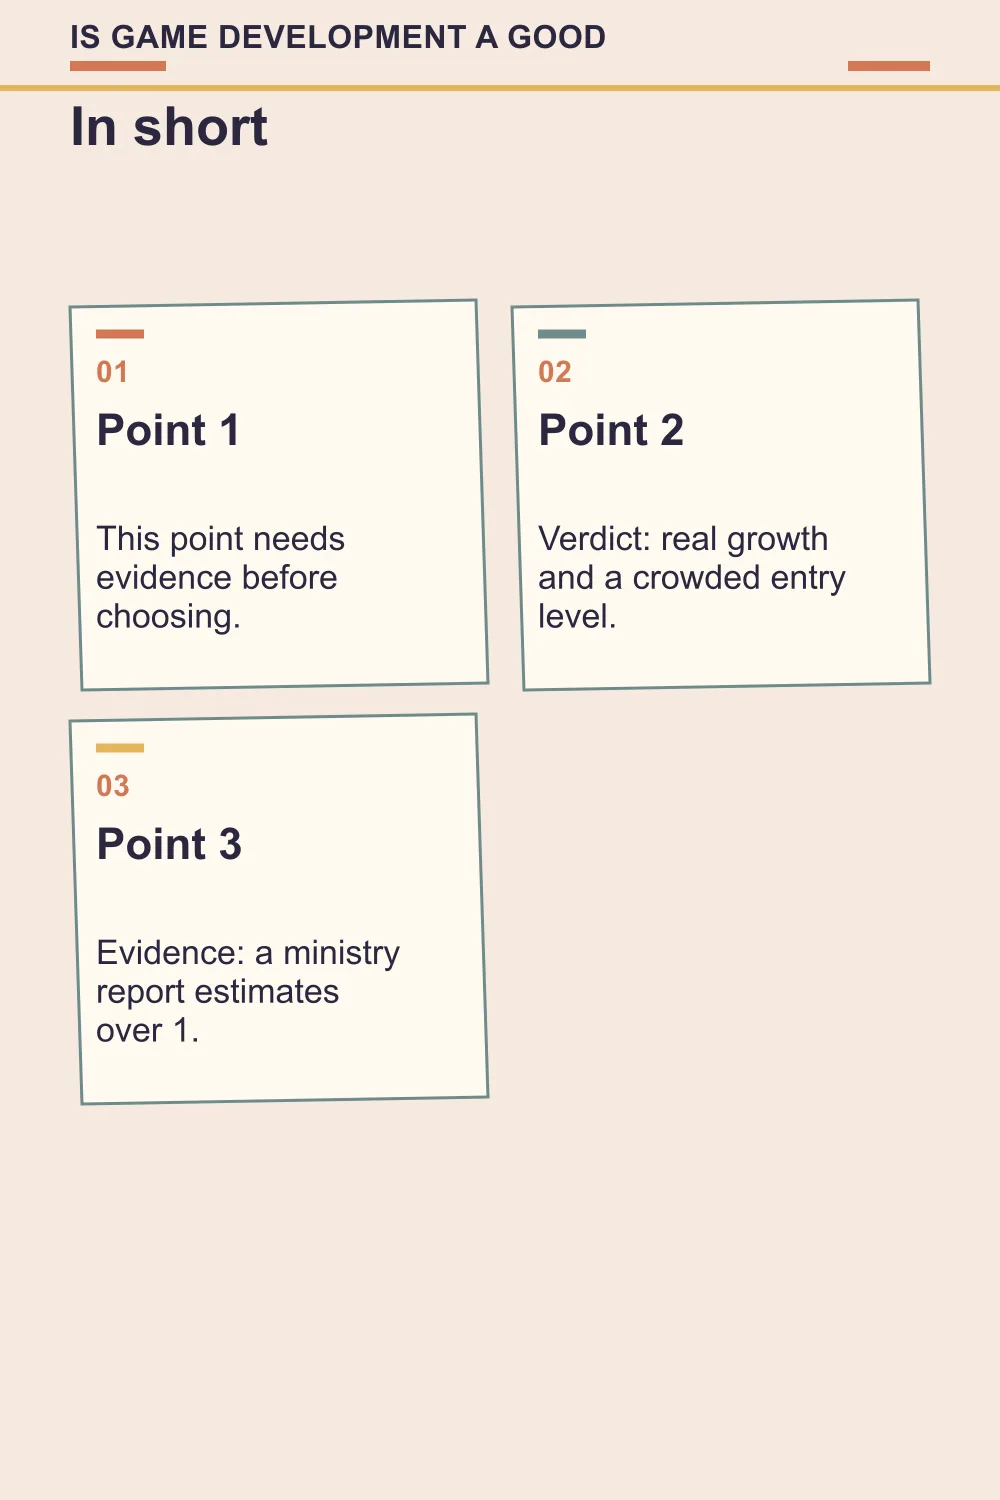 IS GAME DEVELOPMENT A GOOD
In short
01
Point 1
This point needs
evidence before
choosing.
02
Point 2
Verdict: real growth
and a crowded entry
level.
03
Point 3
Evidence: a ministry
report estimates
over 1.